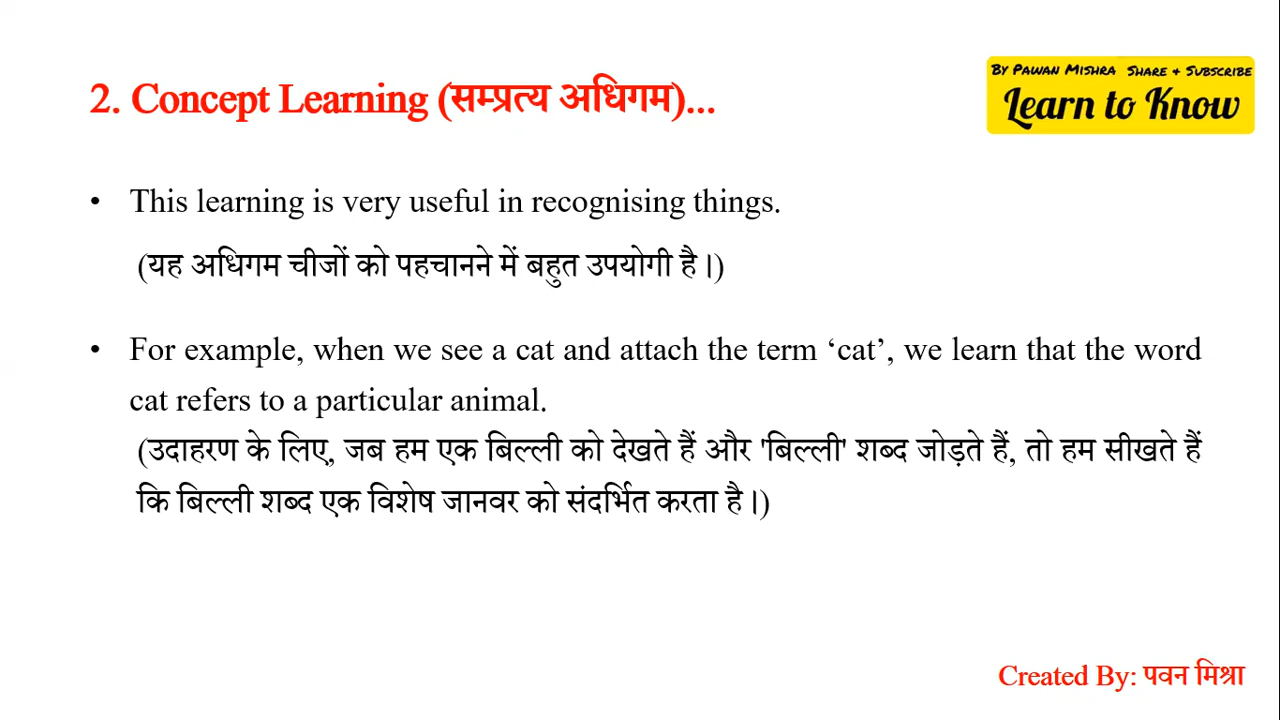 By Pawan Mishra Share + Subscribe
Learn to Know
2. Concept Learning (सम्प्रत्य अधिगम)...
• This learning is very useful in recognising things.
(यह अधिगम चीजों को पहचानने में बहुत उपयोगी है।)
• For example, when we see a cat and attach the term ‘cat’, we learn that the word
cat refers to a particular animal.
(उदाहरण के लिए, जब हम एक बिल्ली को देखते हैं और 'बिल्ली' शब्द जोड़ते हैं, तो हम सीखते हैं
कि बिल्ली शब्द एक विशेष जानवर को संदर्भित करता है।)
Created By: पवन मिश्रा